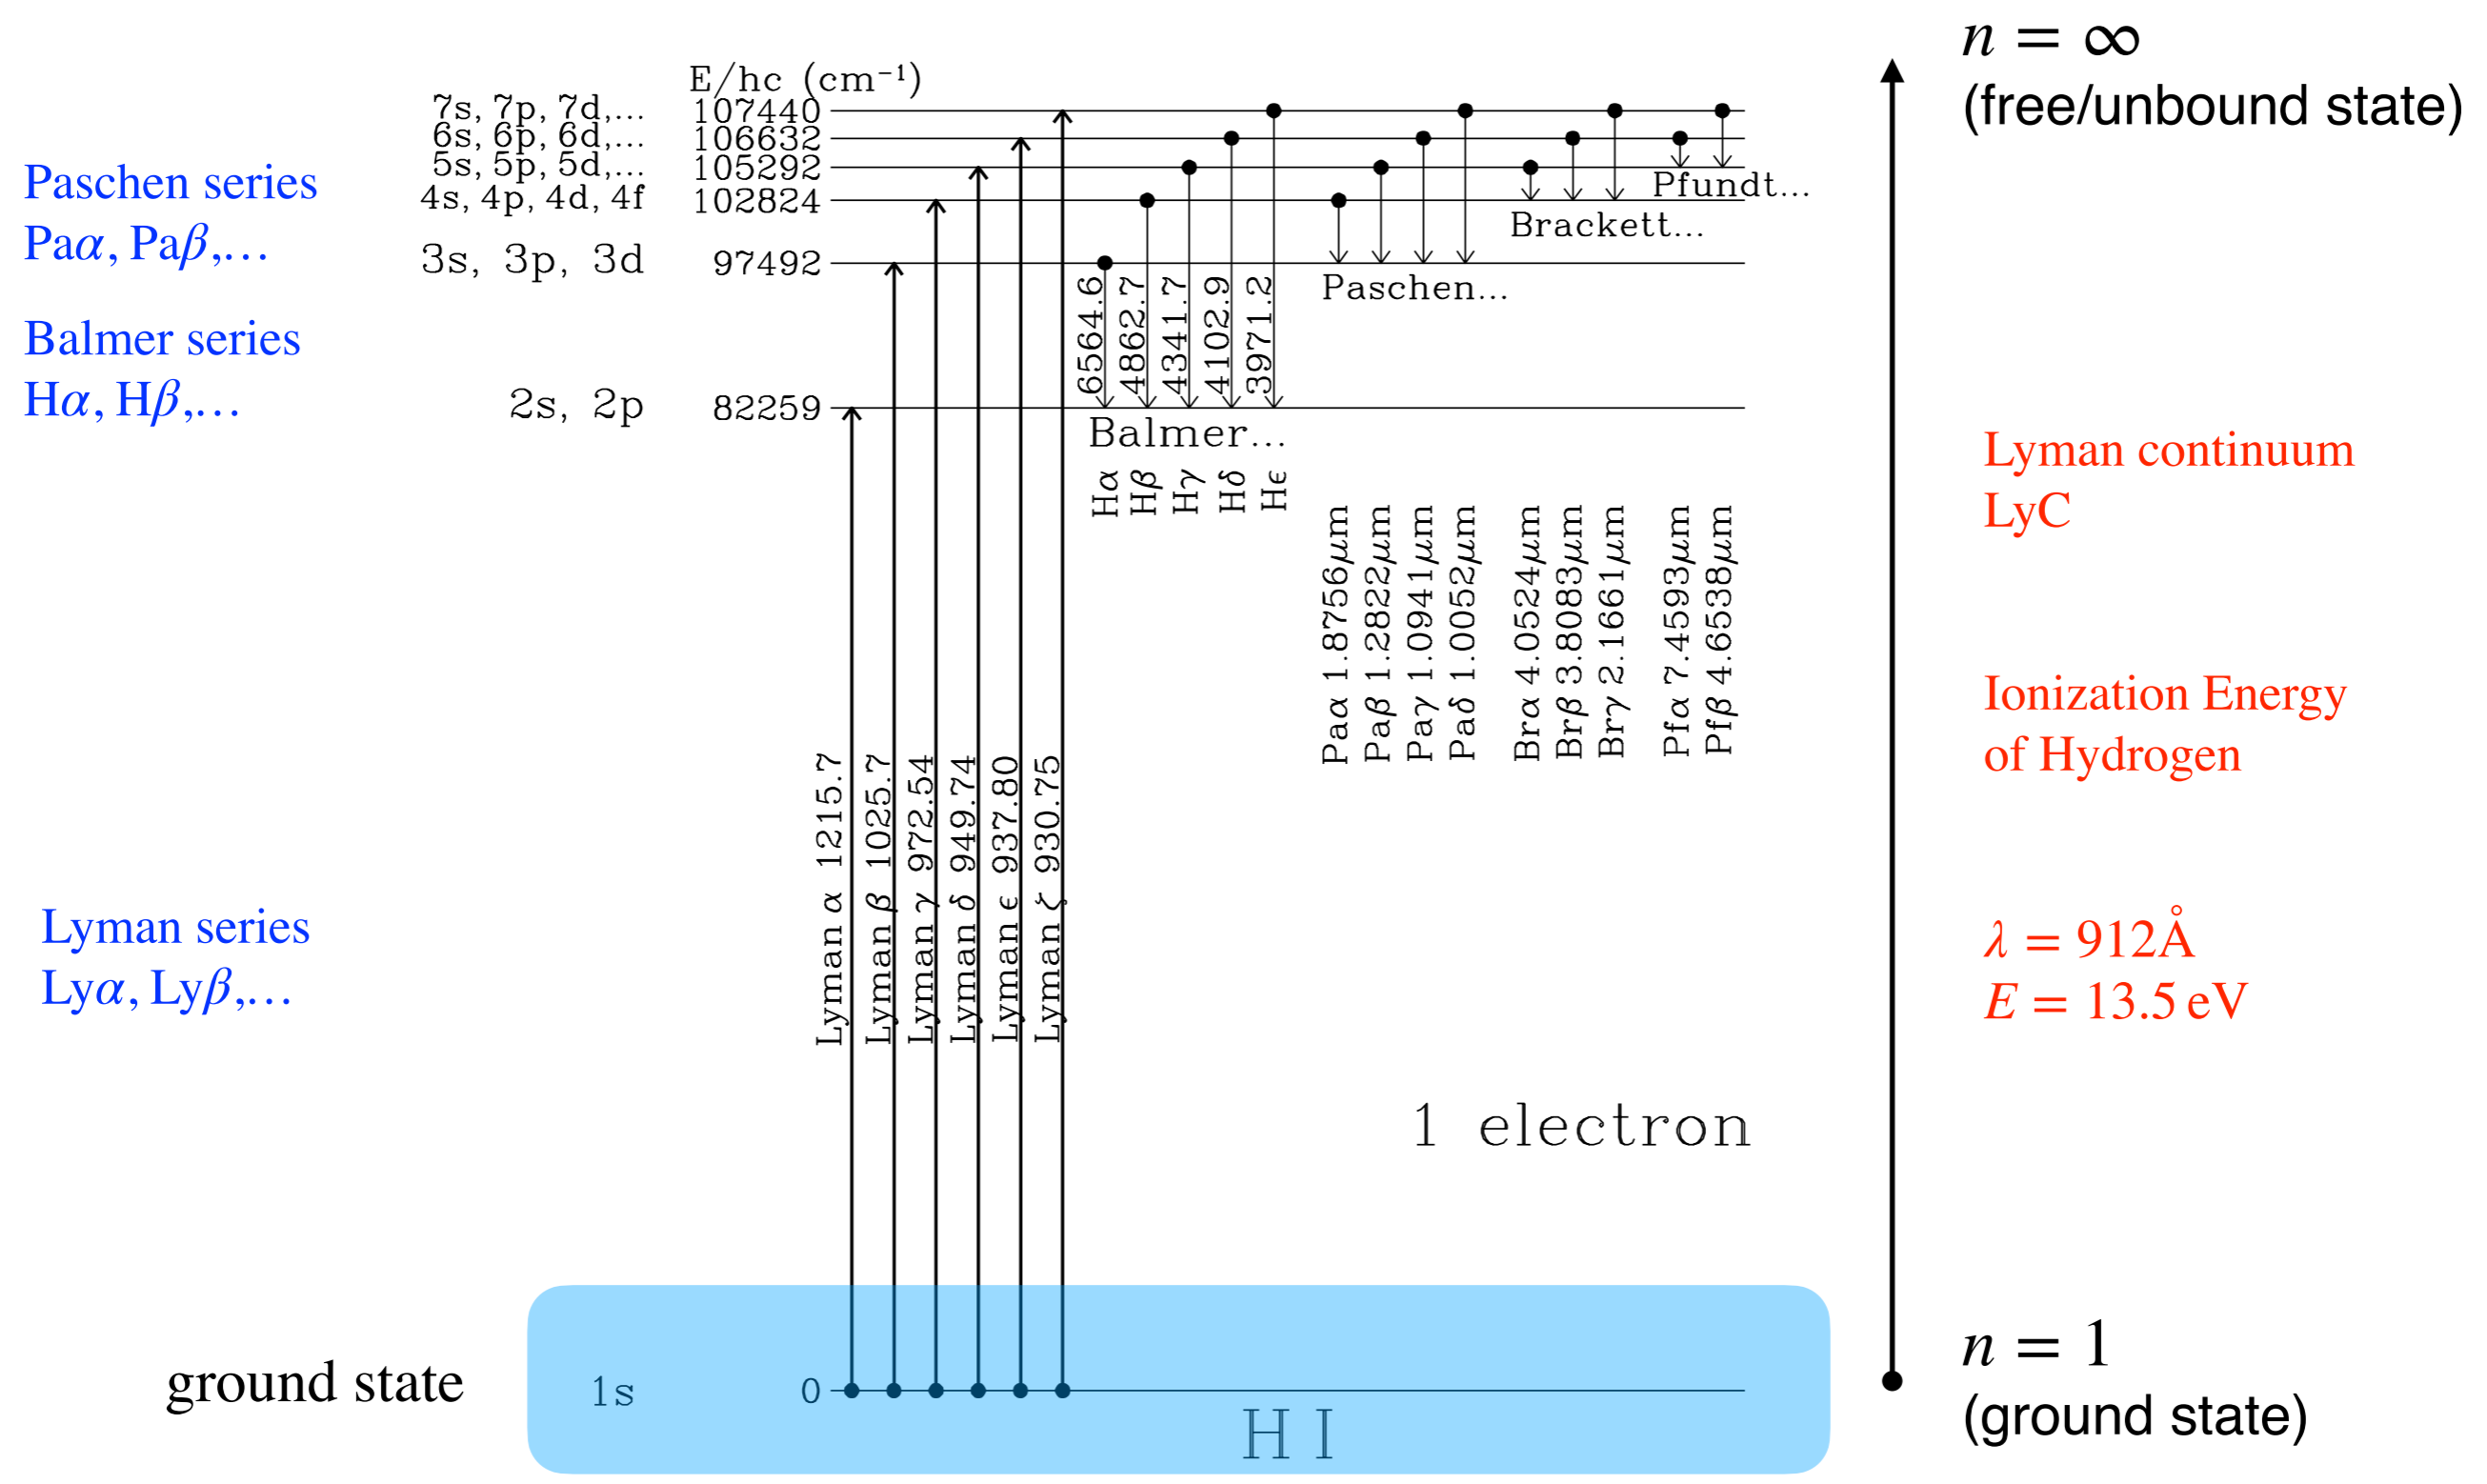 n = ∞
(free/unbound state)
E/hc (cm⁻¹)
7s, 7p, 7d,... 107440
6s, 6p, 6d,... 106632
5s, 5p, 5d,... 105292
4s, 4p, 4d, 4f 102824
3s, 3p, 3d 97492
2s, 2p 82259
Paschen series
Paα, Paβ,…
Balmer series
Hα, Hβ,…
Lyman series
Lyα, Lyβ,…
Pfundt...
Brackett...
Paschen...
6564.6
4862.7
4341.7
4102.9
3971.2
Balmer...
Hα
Hβ
Hγ
Hδ
Hϵ
Paα 1.8756μm
Paβ 1.2822μm
Paγ 1.0941μm
Paδ 1.0052μm
Brα 4.0524μm
Brβ 3.8083μm
Brγ 2.1661μm
Pfα 7.4593μm
Pfβ 4.6538μm
Lyman α 1215.7
Lyman β 1025.7
Lyman γ 972.54
Lyman δ 949.74
Lyman ϵ 937.80
Lyman ζ 930.75
Lyman continuum
LyC
Ionization Energy
of Hydrogen
λ = 912Å
E = 13.5 eV
1 electron
ground state 1s 0
H I
n = 1
(ground state)